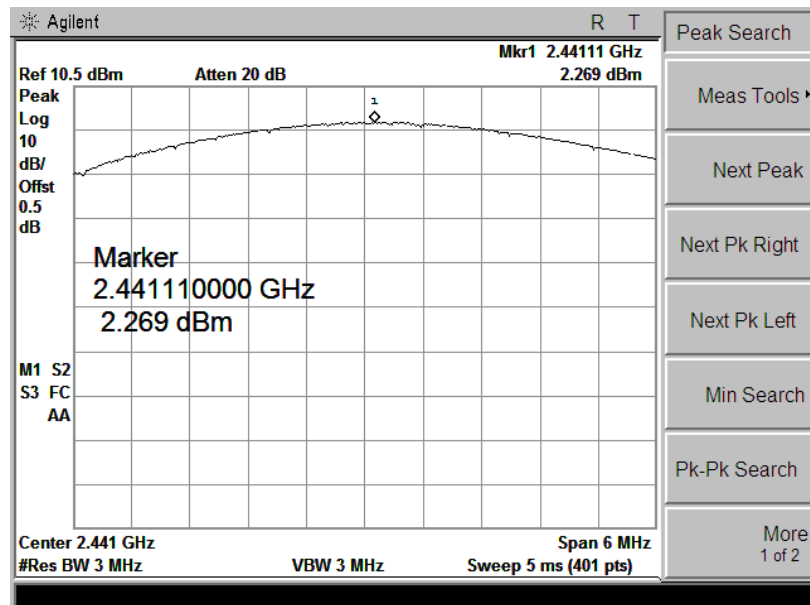 Agilent R T
Mkr1 2.44111 GHz
Ref 10.5 dBm Atten 20 dB 2.269 dBm
Peak
Log
10
dB/
Offst
0.5
dB
1
Marker
2.441110000 GHz
2.269 dBm
M1 S2
S3 FC
AA
Center 2.441 GHz Span 6 MHz
#Res BW 3 MHz VBW 3 MHz Sweep 5 ms (401 pts)
Peak Search
Meas Tools
Next Peak
Next Pk Right
Next Pk Left
Min Search
Pk-Pk Search
More
1 of 2